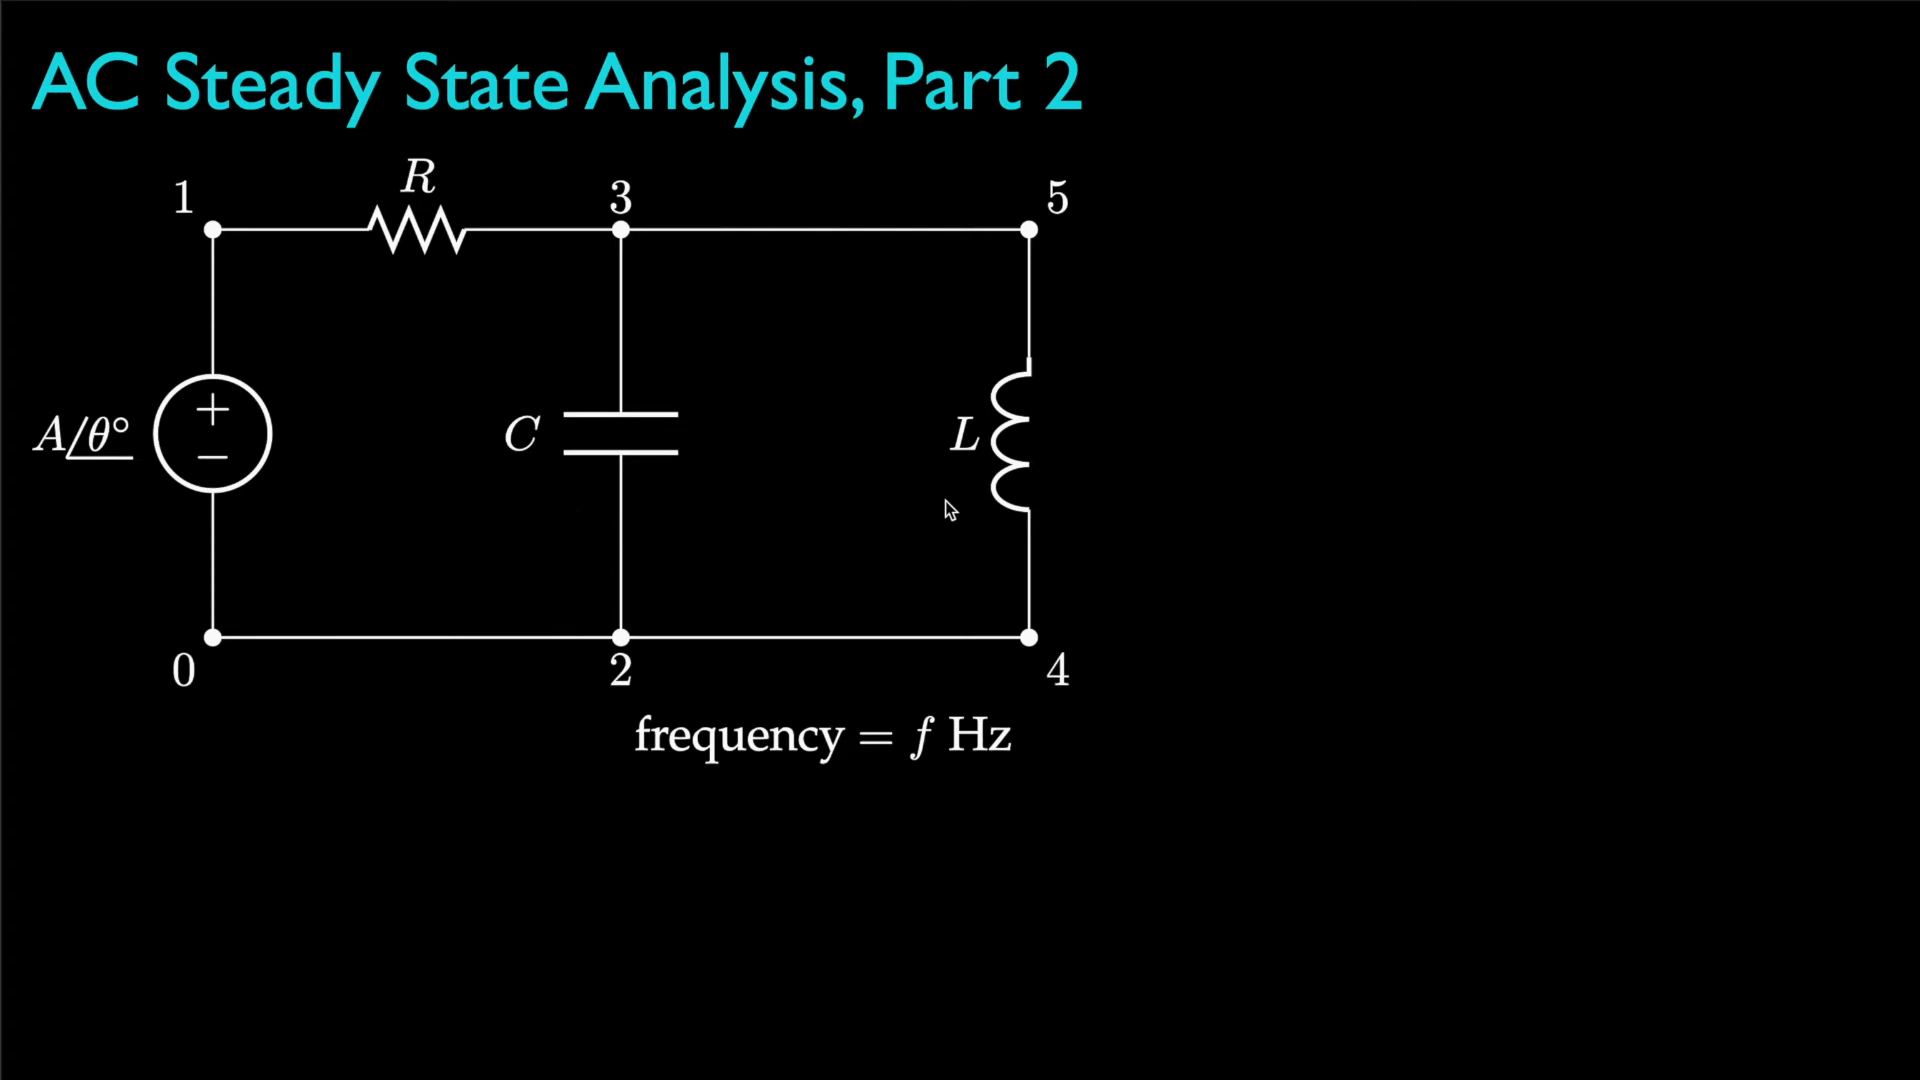 AC Steady State Analysis, Part 2
R
1
3
5
+
−
A/θ°
C
L
0
2
4
frequency = f Hz